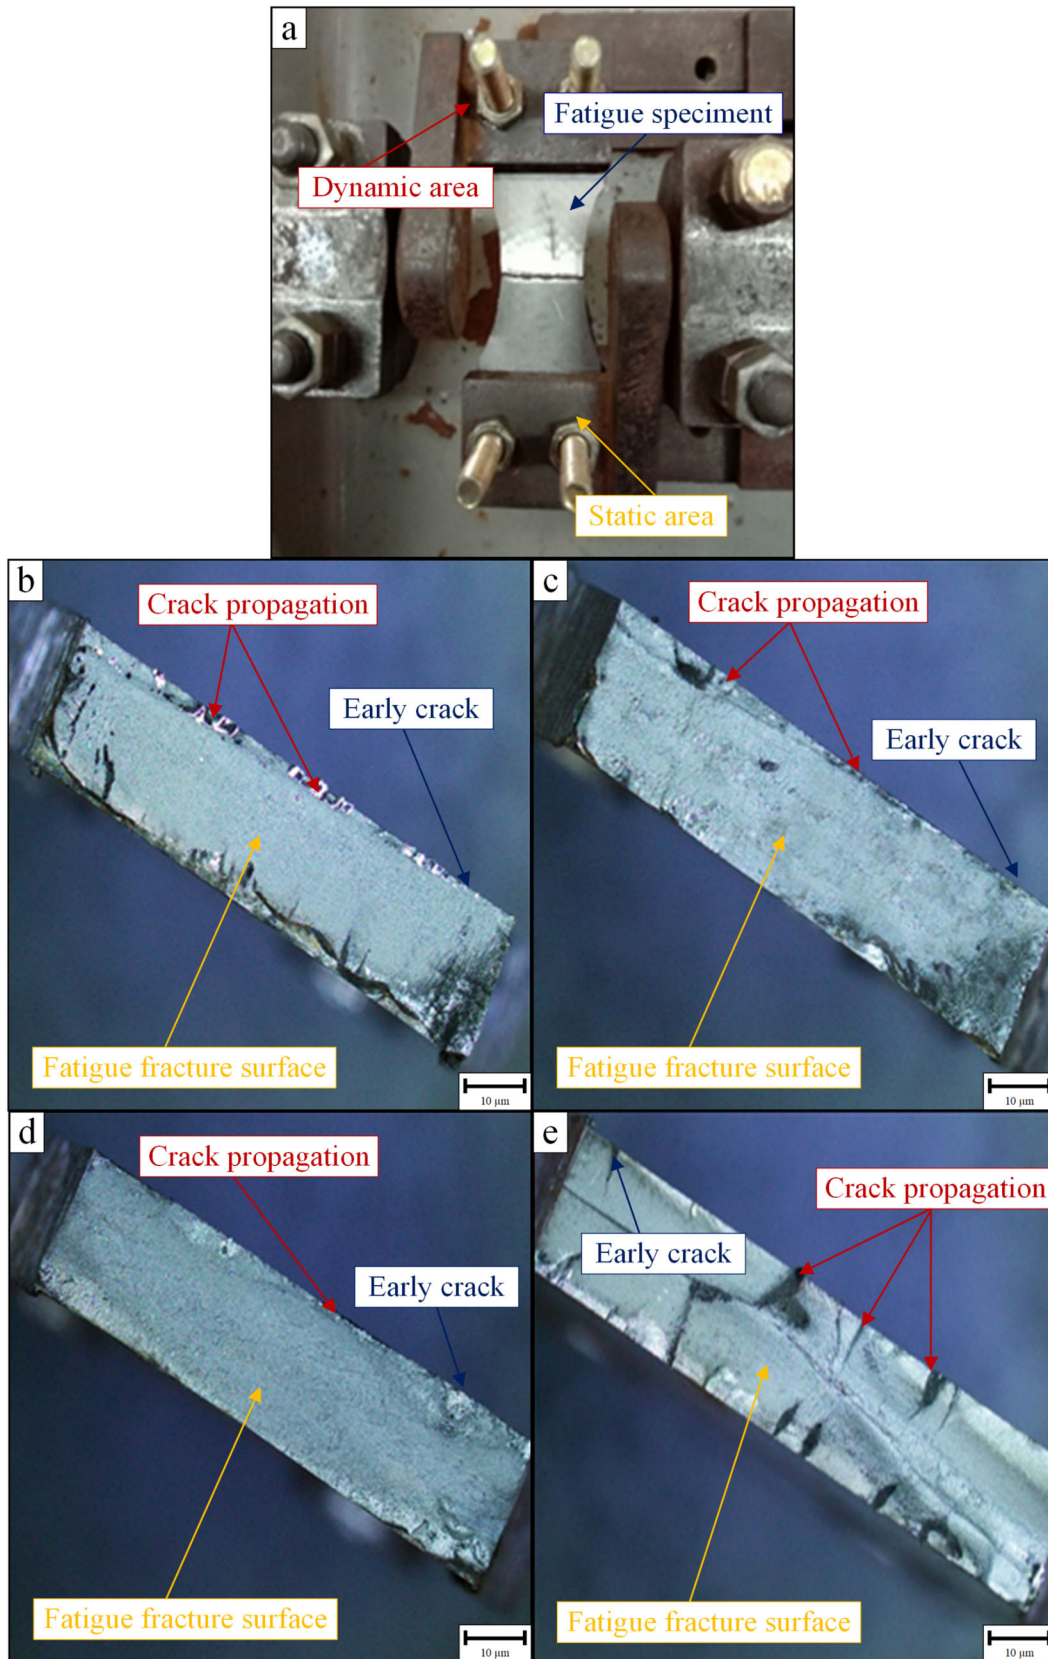 a
Fatigue speciment
Dynamic area
Static area
b
Crack propagation
Early crack
Fatigue fracture surface
10 µm
c
Crack propagation
Early crack
Fatigue fracture surface
10 µm
d
Crack propagation
Early crack
Fatigue fracture surface
10 µm
e
Crack propagation
Early crack
Fatigue fracture surface
10 µm